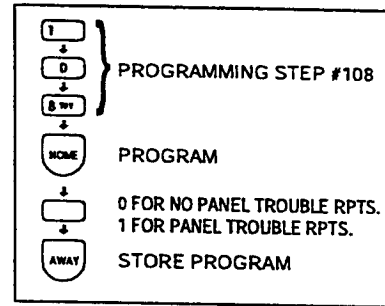 1
0
8 TUV
PROGRAMMING STEP #108
HOME
PROGRAM
0 FOR NO PANEL TROUBLE RPTS.
1 FOR PANEL TROUBLE RPTS.
AWAY
STORE PROGRAM